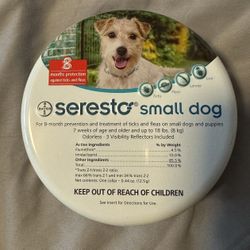 8
months protection
against ticks and fleas
BAYER
seresto® small dog
For 8-month prevention and treatment of ticks and fleas on small dogs and puppies
7 weeks of age and older and up to 18 lbs. (8 kg)
Odorless · 3 Visibility Reflectors Included
Active ingredients % by Weight
Flumethrin* 4.5%
Imidacloprid 10.0%
Other ingredients 85.5%
Total 100.0%
KEEP OUT OF REACH OF CHILDREN
See insert for Directions for Use.